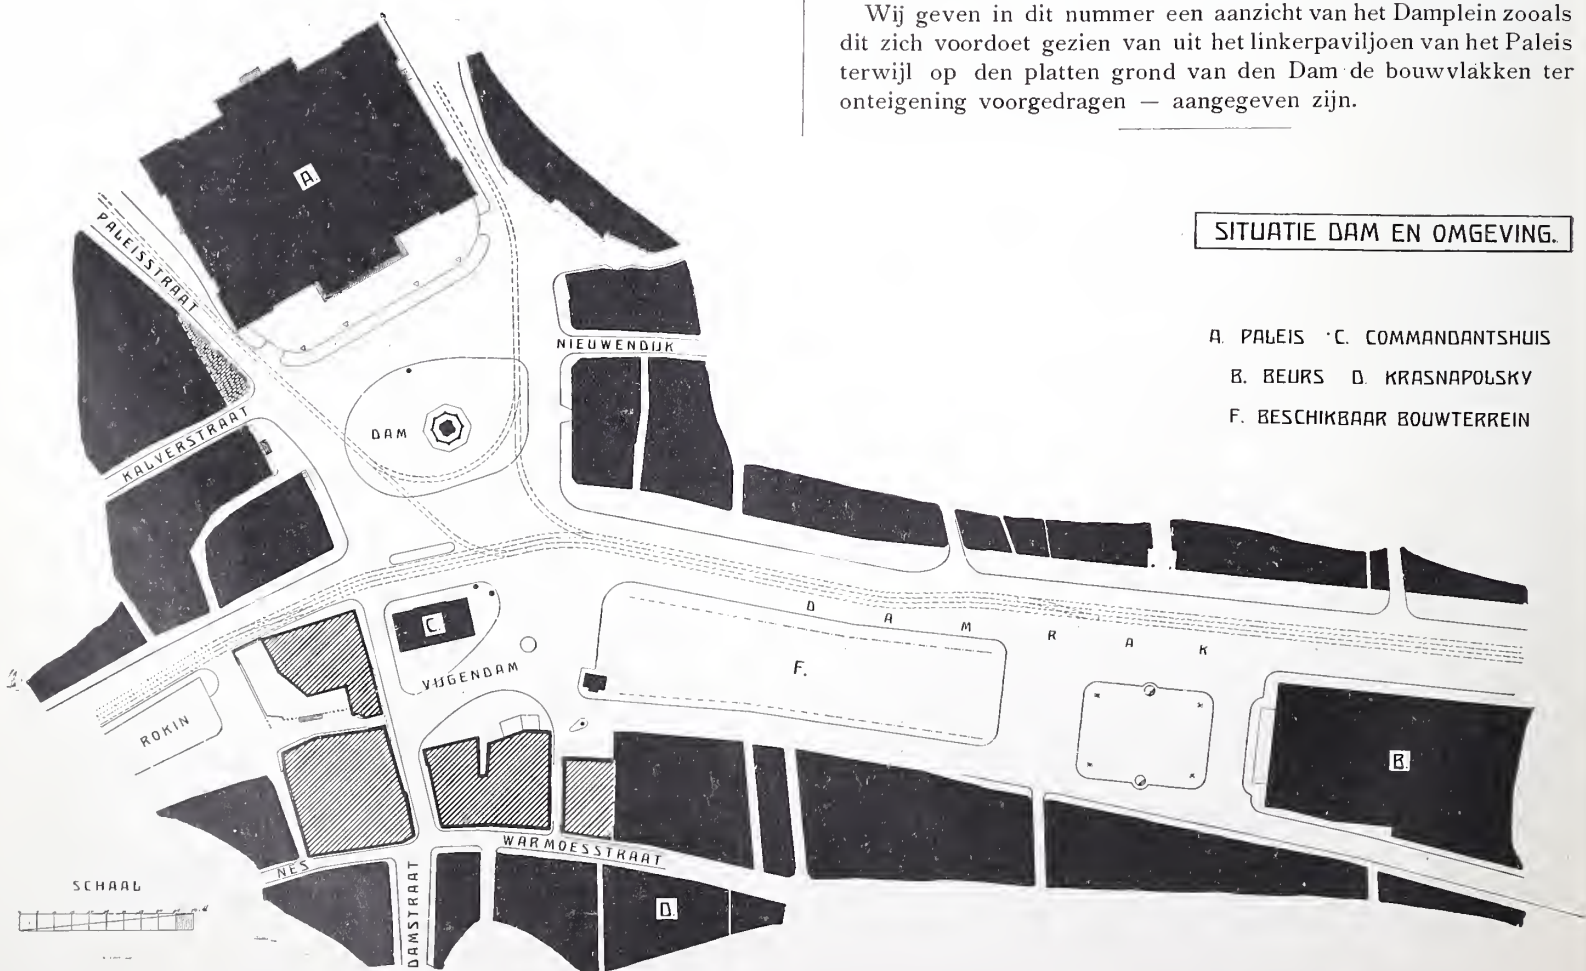 Wij geven in dit nummer een aanzicht van het Damplein zooals
dit zich voordoet gezien van uit het linkerpaviljoen van het Paleis
terwijl op den platten grond van den Dam de bouwvlakken ter
onteigening voorgedragen — aangegeven zijn.
SITUATIE DAM EN OMGEVING.
A. PALEIS C. COMMANDANTSHUIS
B. BEURS D. KRASNAPOLSKY
F. BESCHIKBAAR BOUWTERREIN
A.
PALEISSTRAAT
NIEUWENDIJK
DAM
KALVERSTRAAT
DAMRAK
C.
VIJGENDAM
F.
ROKIN
B.
WARMOESSTRAAT
NES
DAMSTRAAT
D.
SCHAAL